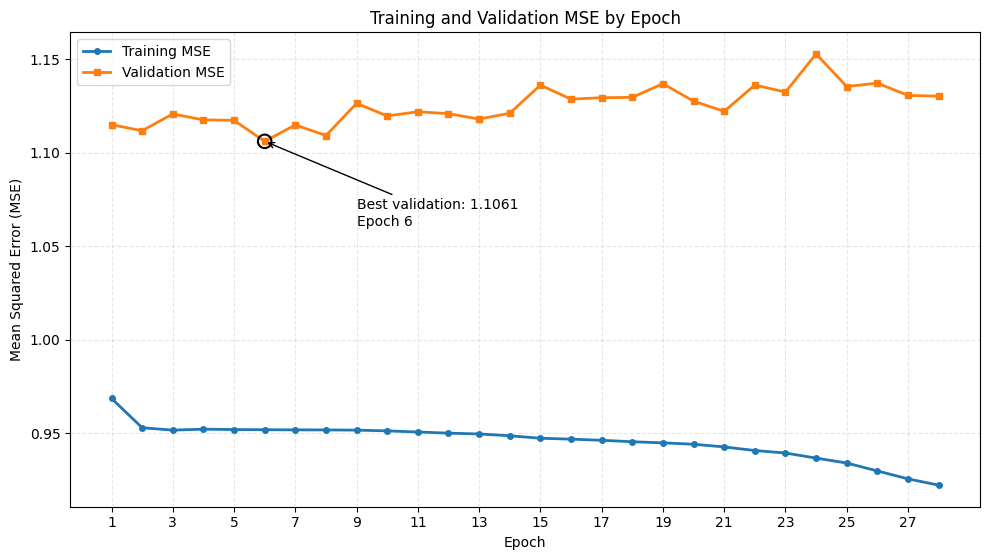 Training and Validation MSE by Epoch
Training MSE
Validation MSE
1.15
1.10
1.05
1.00
0.95
Mean Squared Error (MSE)
Best validation: 1.1061
Epoch 6
1 3 5 7 9 11 13 15 17 19 21 23 25 27
Epoch